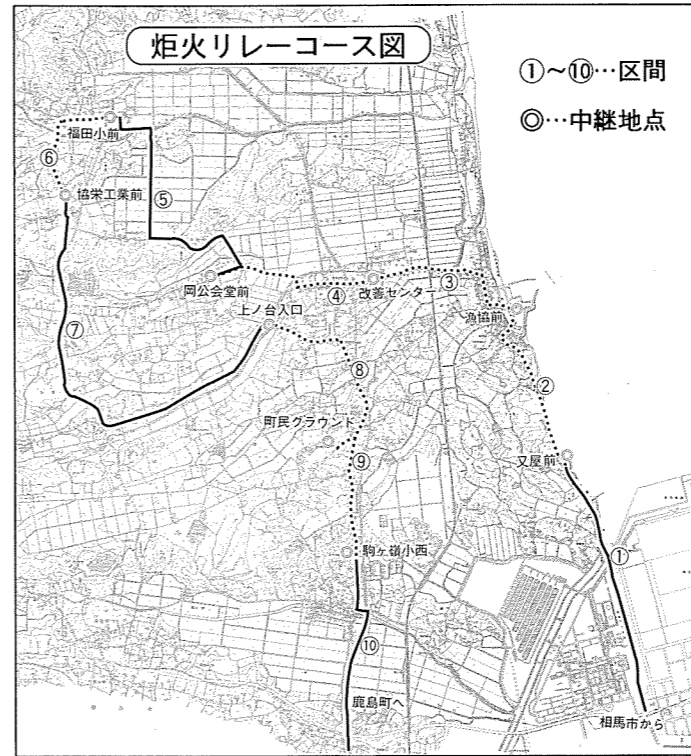 炬火リレーコース図
①～⑩…区間
◎…中継地点
福田小前
⑥
協栄工業前
⑤
岡公会堂前
④
改善センター
③
漁協前
上ノ台入口
⑦
⑧
②
町民グラウンド
⑨
又屋前
駒ヶ嶺小西
①
⑩
鹿島町へ
相馬市から